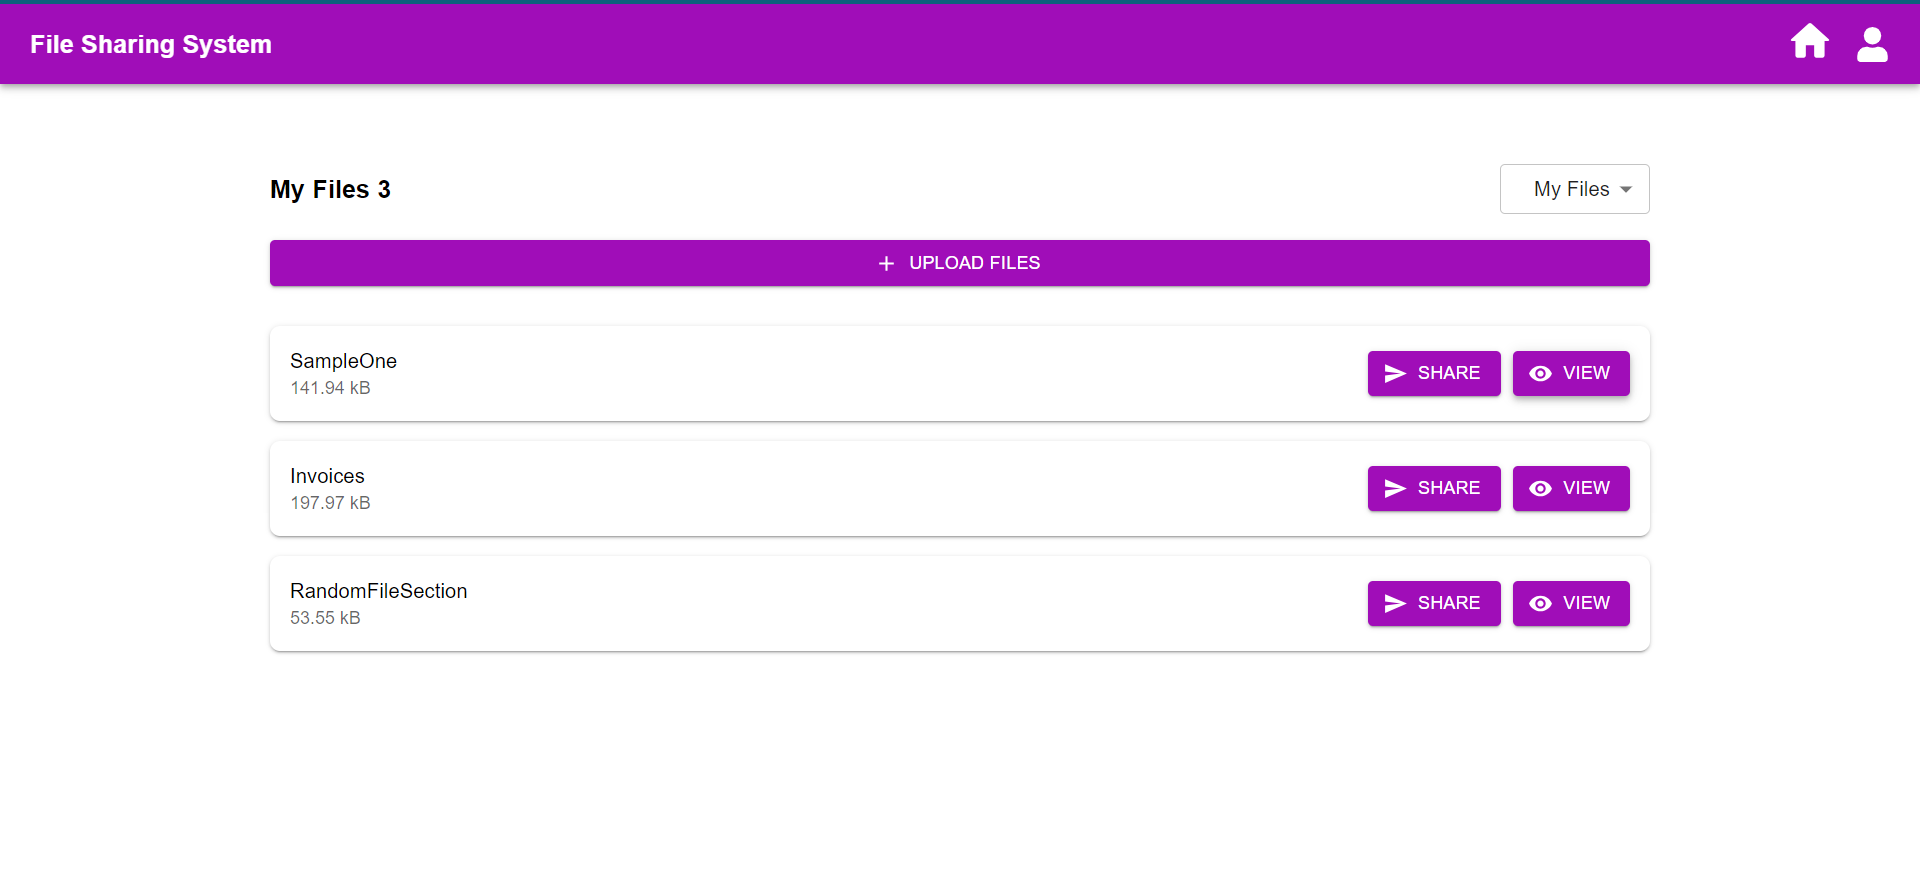 File Sharing System
My Files 3
My Files
UPLOAD FILES
SampleOne
141.94 kB
SHARE
VIEW
Invoices
197.97 kB
SHARE
VIEW
RandomFileSection
53.55 kB
SHARE
VIEW